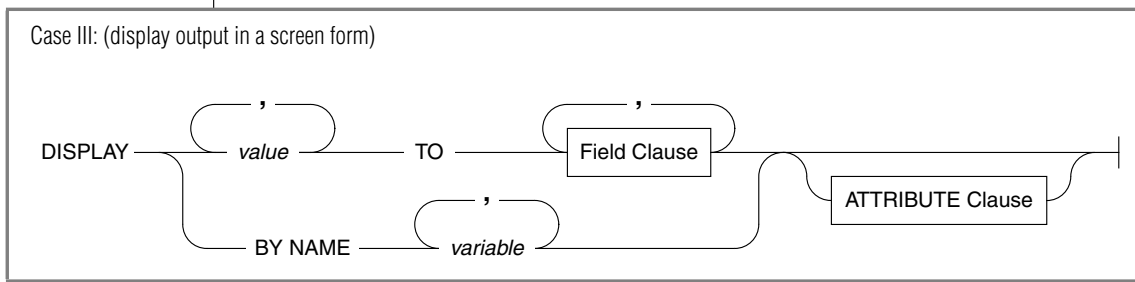 Case III: (display output in a screen form)
, ,
DISPLAY value TO Field Clause
ATTRIBUTE Clause
,
BY NAME variable